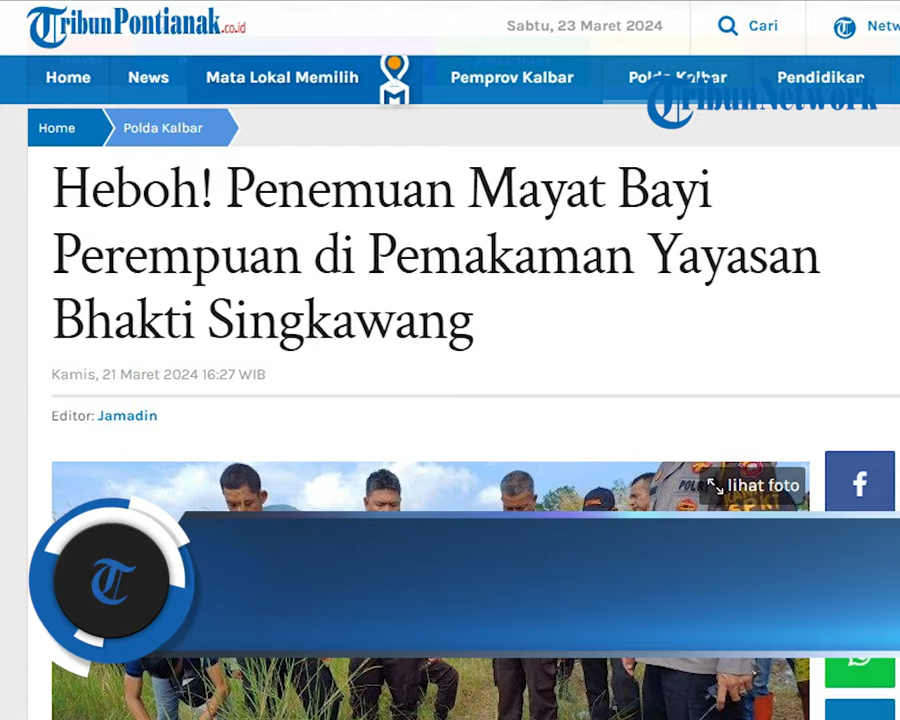 TribunPontianak.co.id
Sabtu, 23 Maret 2024
Cari
Netw
Home
News
Mata Lokal Memilih
Pemprov Kalbar
Polda Kalbar
Pendidikan
TribunNetwork
Home
Polda Kalbar
Heboh! Penemuan Mayat Bayi
Perempuan di Pemakaman Yayasan
Bhakti Singkawang
Kamis, 21 Maret 2024 16:27 WIB
Editor: Jamadin
POLRI
lihat foto